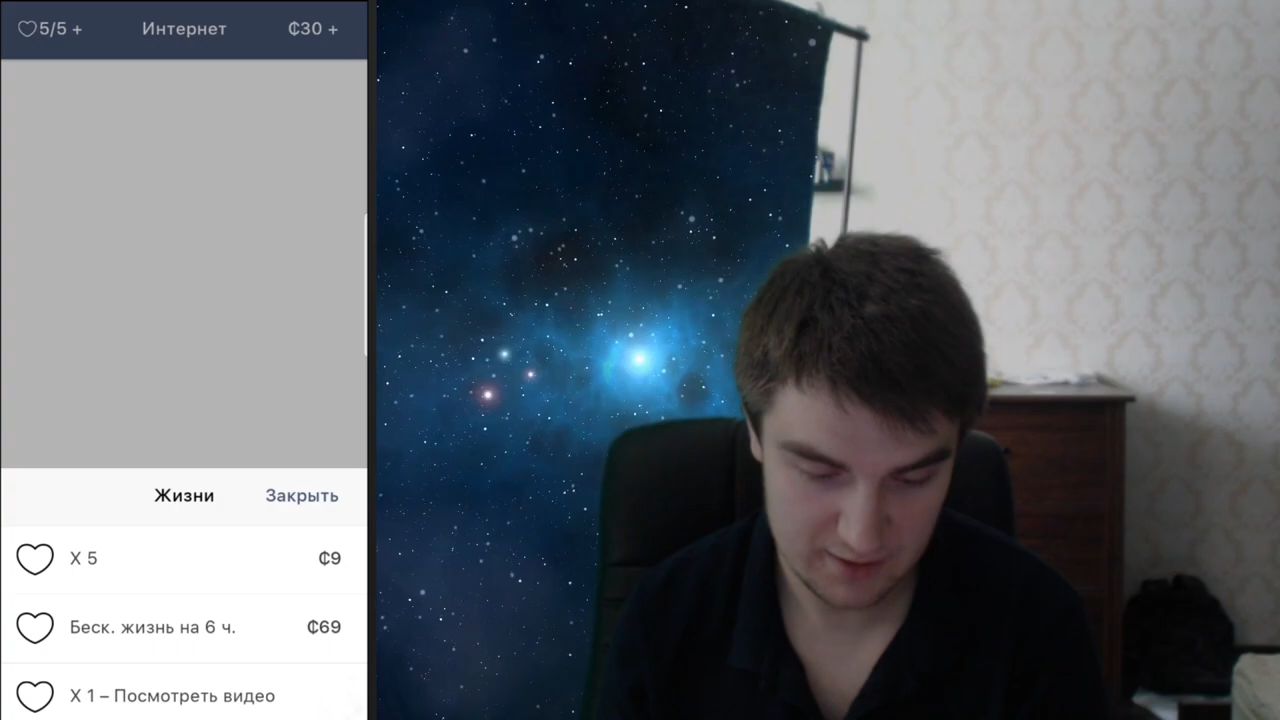 ♡5/5 + Интернет ₵30 +
Жизни Закрыть
X 5 ₵9
Беск. жизнь на 6 ч. ₵69
X 1 – Посмотреть видео